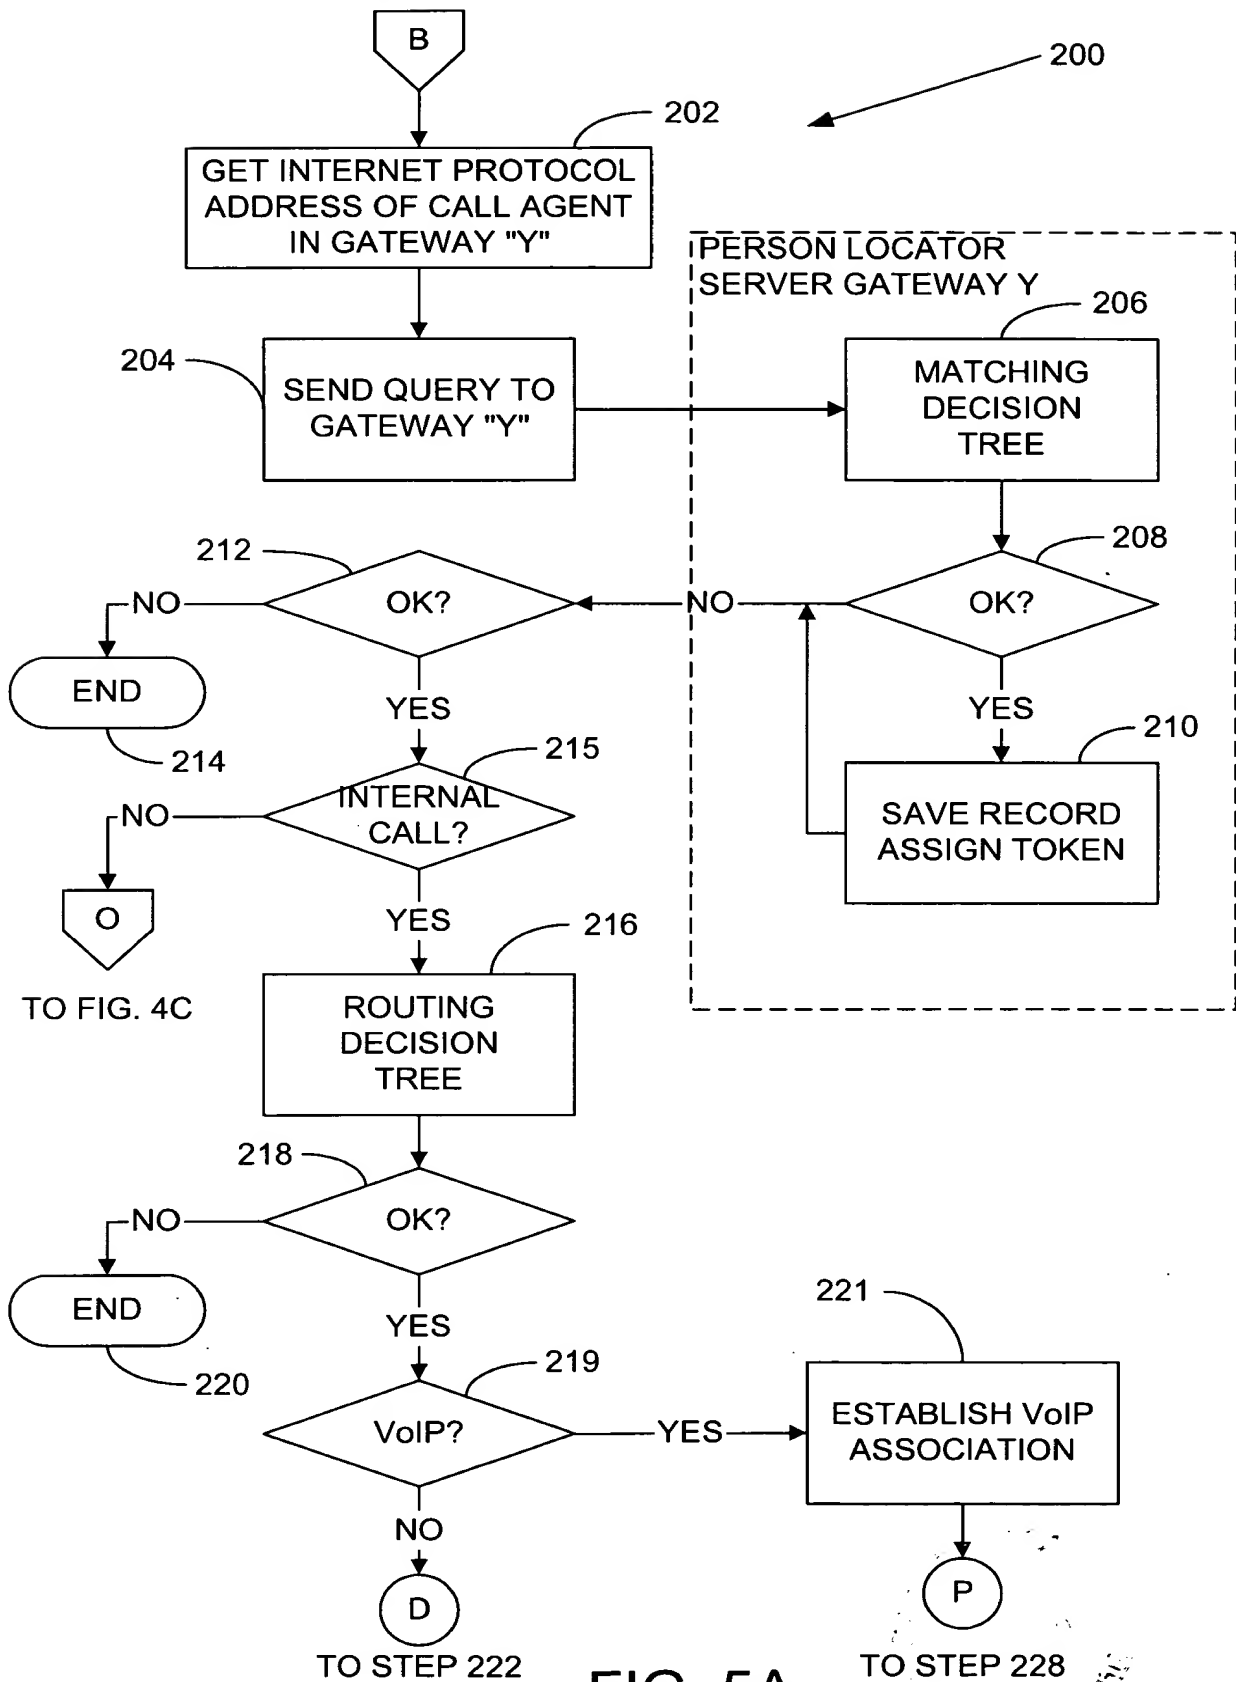 B
200
202
GET INTERNET PROTOCOL
ADDRESS OF CALL AGENT
IN GATEWAY "Y"
PERSON LOCATOR
SERVER GATEWAY Y
204
SEND QUERY TO
GATEWAY "Y"
206
MATCHING
DECISION
TREE
212
OK?
NO
NO
208
OK?
END
214
YES
YES
210
SAVE RECORD
ASSIGN TOKEN
215
INTERNAL
CALL?
NO
O
TO FIG. 4C
YES
216
ROUTING
DECISION
TREE
218
OK?
NO
END
220
YES
219
VoIP?
YES
221
ESTABLISH VoIP
ASSOCIATION
NO
D
TO STEP 222
P
TO STEP 228
FIG. 5A